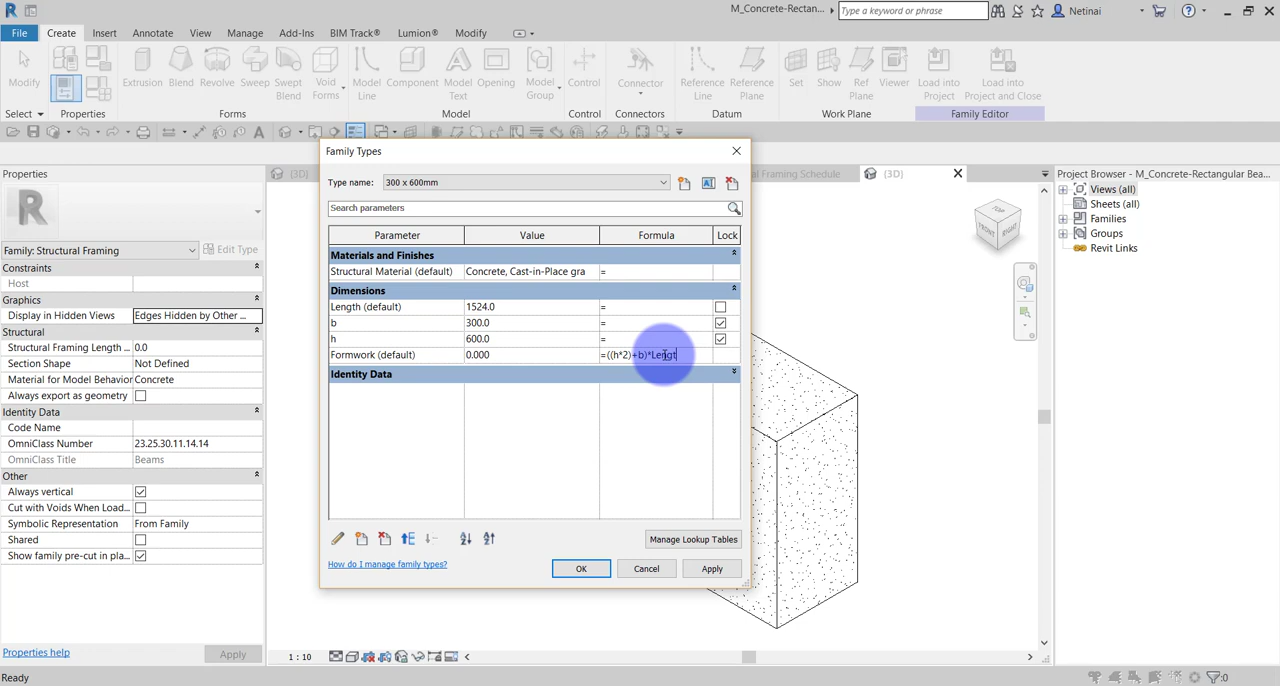 M_Concrete-Rectan...
Type a keyword or phrase
Netinai
File
Create
Insert
Annotate
View
Manage
Add-Ins
BIM Track®
Lumion®
Modify
Modify
Extrusion
Blend
Revolve
Sweep
Swept Blend
Void Forms
Model Line
Component
Model Text
Opening
Model Group
Control
Connector
Reference Line
Reference Plane
Set
Show
Ref Plane
Viewer
Load into Project
Load into Project and Close
Select
Properties
Forms
Model
Control
Connectors
Datum
Work Plane
Family Editor
Properties
Family: Structural Framing
Edit Type
Constraints
Host
Graphics
Display in Hidden Views Edges Hidden by Other ...
Structural
Structural Framing Length ... 0.0
Section Shape Not Defined
Material for Model Behavior Concrete
Always export as geometry
Identity Data
Code Name
OmniClass Number 23.25.30.11.14.14
OmniClass Title Beams
Other
Always vertical
Cut with Voids When Load...
Symbolic Representation From Family
Shared
Show family pre-cut in pla...
Properties help
Apply
Family Types
Type name: 300 x 600mm
Search parameters
Parameter Value Formula Lock
Materials and Finishes
Structural Material (default) Concrete, Cast-in-Place gra =
Dimensions
Length (default) 1524.0 =
b 300.0 =
h 600.0 =
Formwork (default) 0.000 =((h*2)+b)*Lengt
Identity Data
Manage Lookup Tables
How do I manage family types?
OK
Cancel
Apply
(3D)
al Framing Schedule
(3D)
FRONT
RIGHT
1 : 10
Project Browser - M_Concrete-Rectangular Bea...
Views (all)
Sheets (all)
Families
Groups
Revit Links
Ready
:0